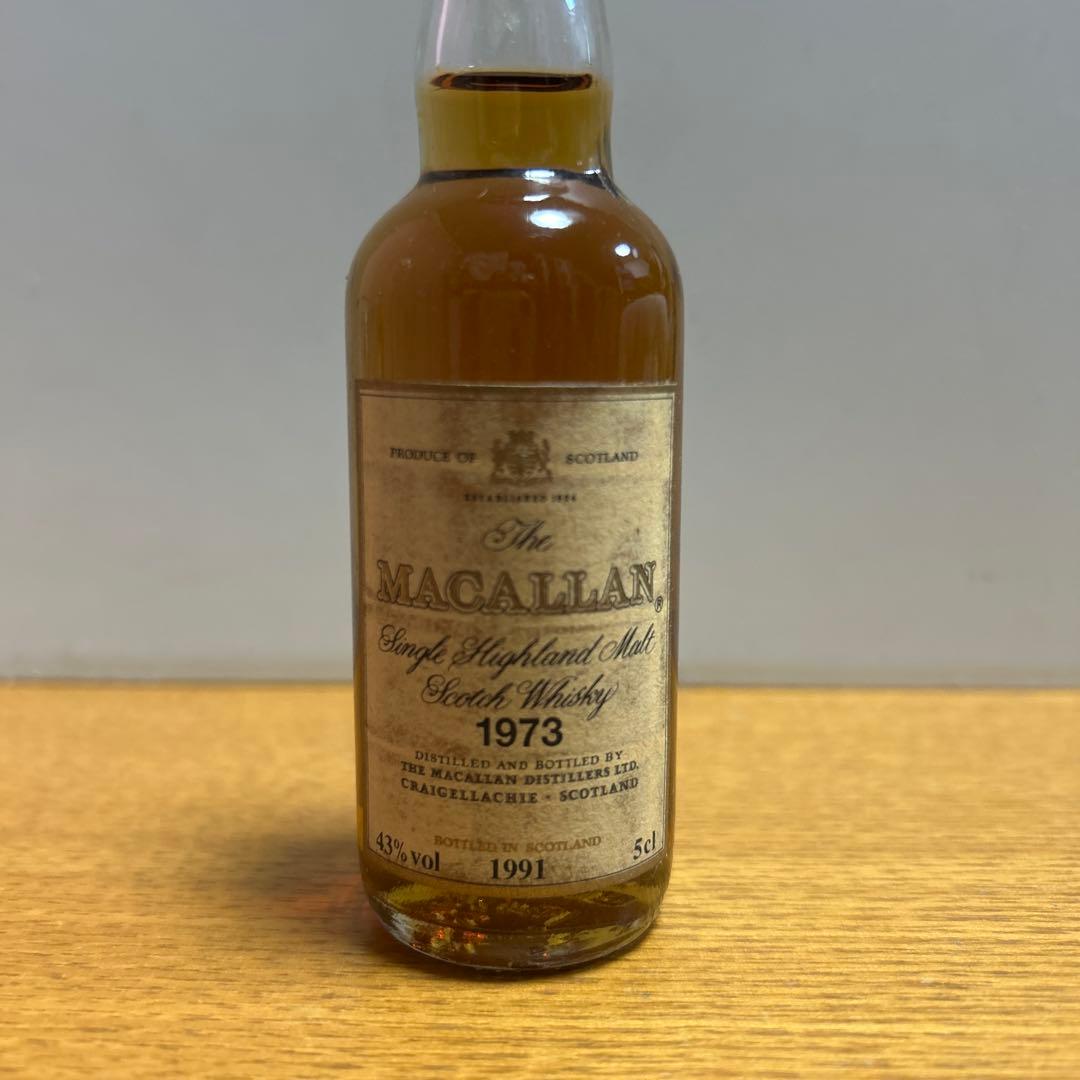 PRODUCE OF SCOTLAND
ESTABLISHED 1824
The
MACALLAN®
Single Highland Malt
Scotch Whisky
1973
DISTILLED AND BOTTLED BY
THE MACALLAN DISTILLERS LTD.
CRAIGELLACHIE - SCOTLAND
BOTTLED IN SCOTLAND
43% vol 1991 5cl